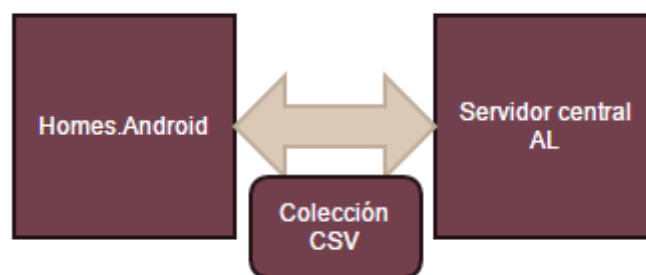 Homes.Android
Servidor central
AL
Colección
CSV